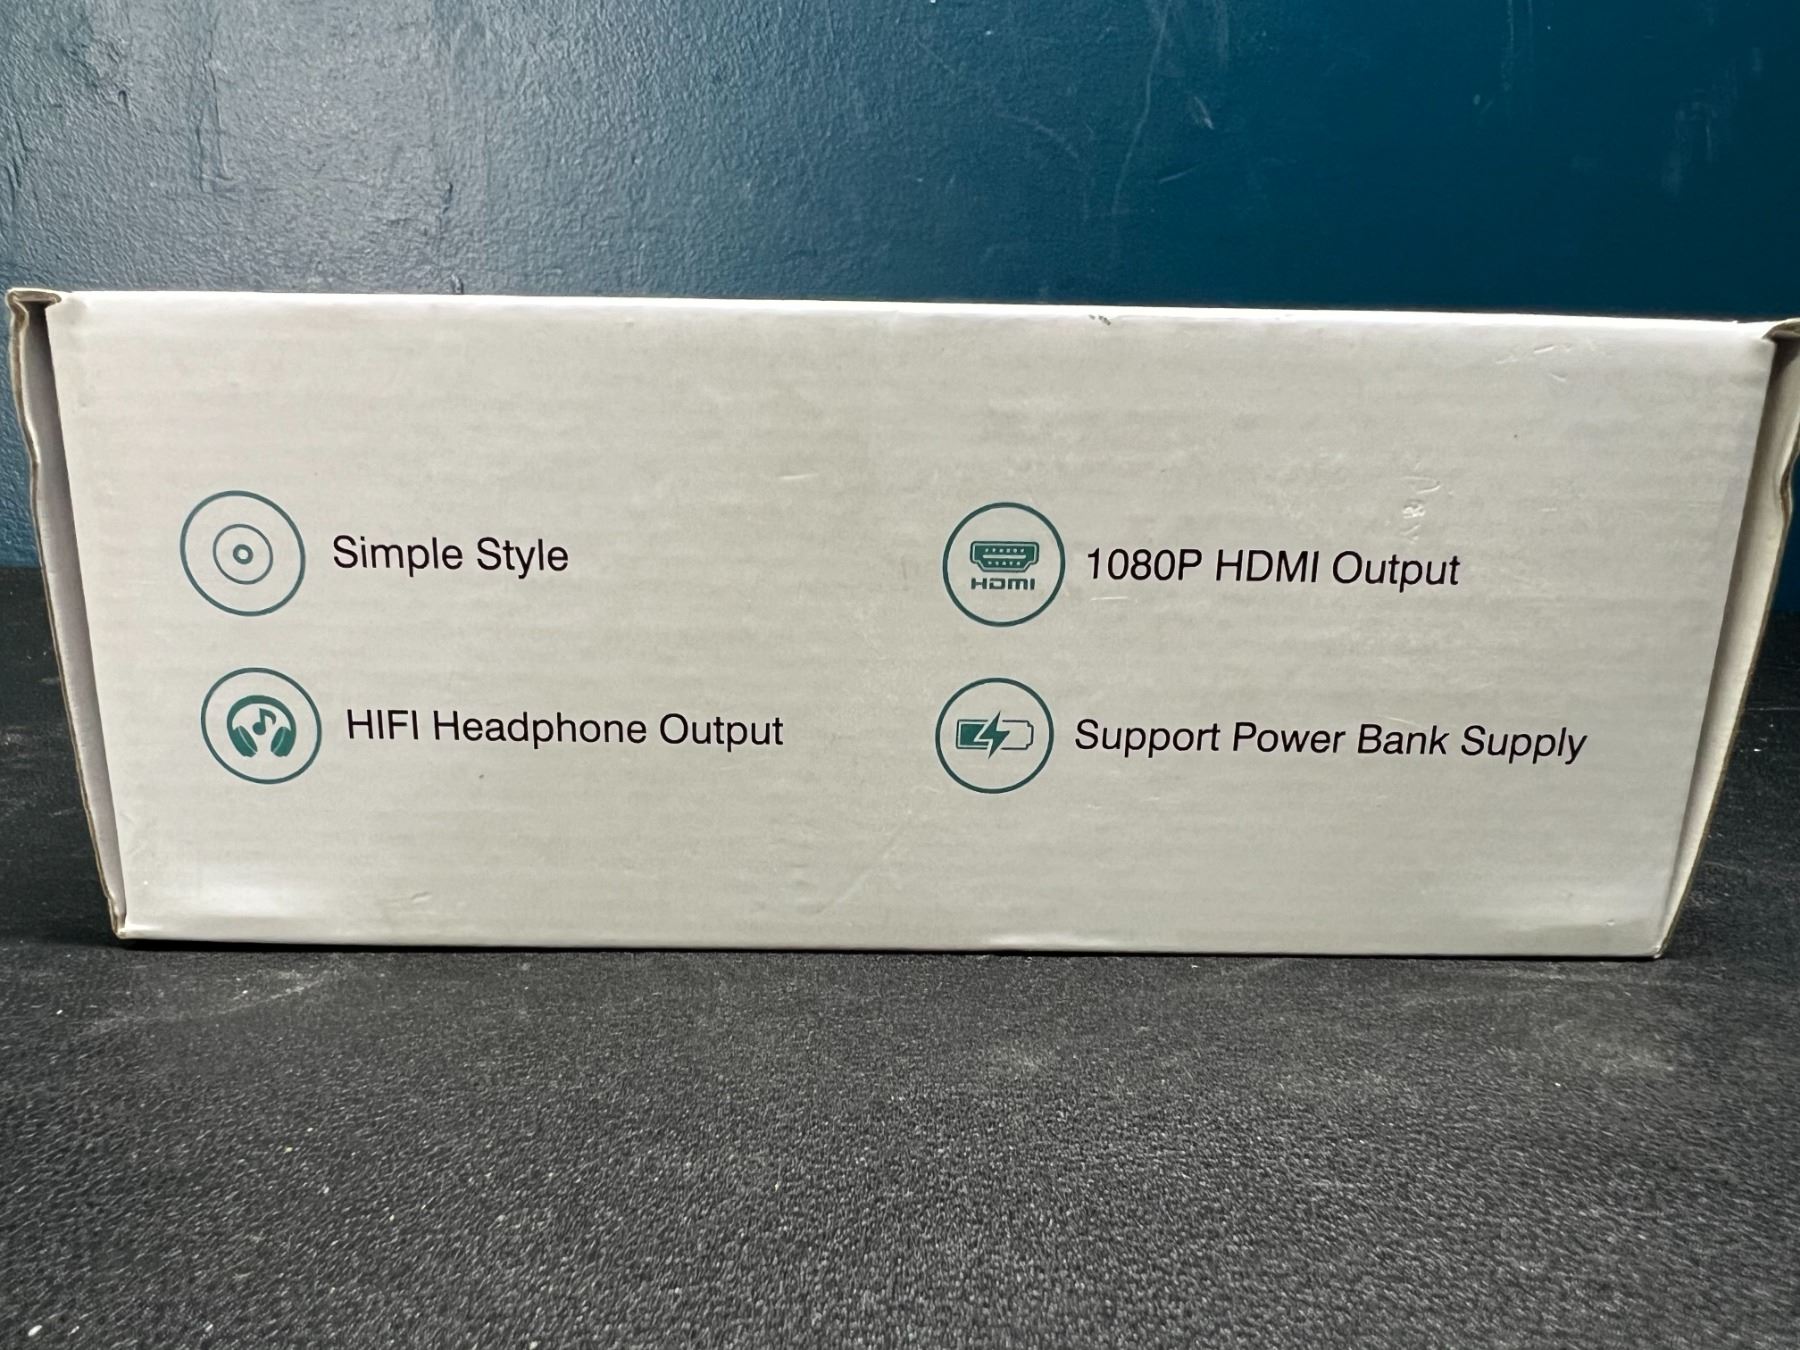 Simple Style
HDMI
1080P HDMI Output
HIFI Headphone Output
Support Power Bank Supply